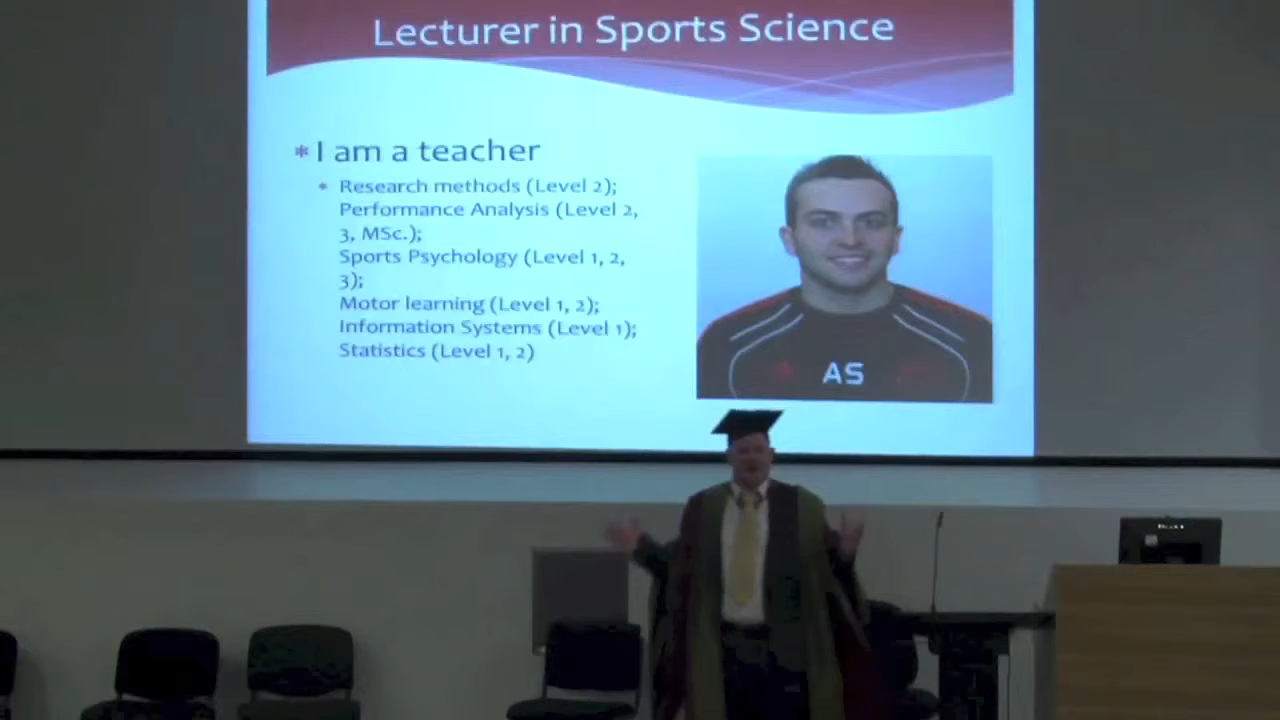 Lecturer in Sports Science
* I am a teacher
* Research methods (Level 2);
Performance Analysis (Level 2,
3, MSc.);
Sports Psychology (Level 1, 2,
3);
Motor learning (Level 1, 2);
Information Systems (Level 1);
Statistics (Level 1, 2)
AS